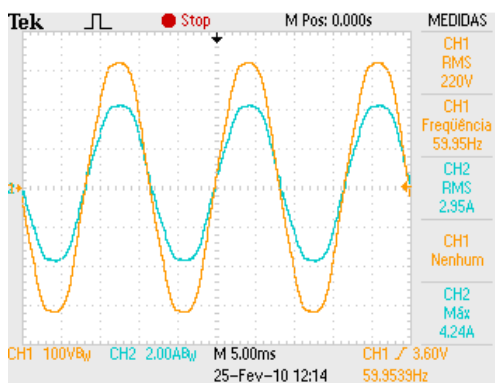 Tek Stop M Pos: 0.000s MEDIDAS
CH1
RMS
220V
CH1
Freqüência
59.95Hz
CH2
RMS
2.95A
CH1
Nenhum
CH2
Máx
4.24A
2
CH1 100VBW CH2 2.00ABW M 5.00ms CH1 3.60V
25-Fev-10 12:14 59.9539Hz